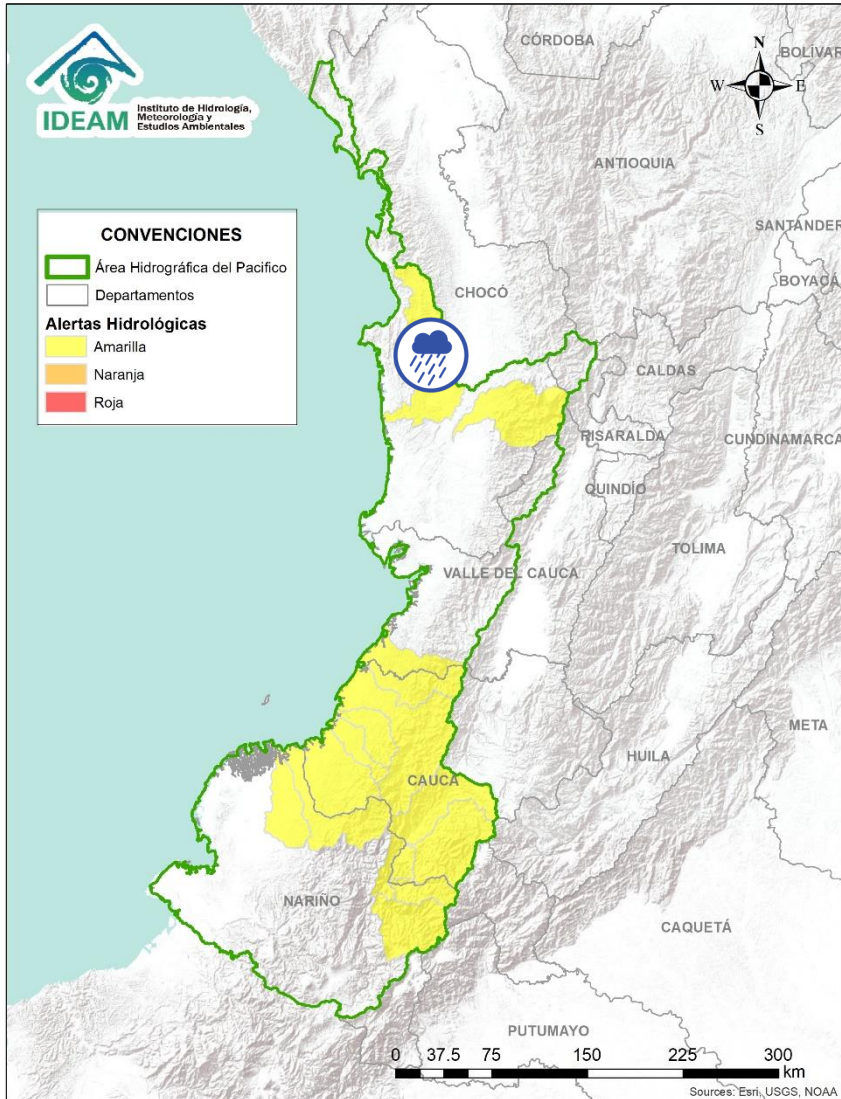 CÓRDOBA
BOLÍVAR
N
W
E
S
IDEAM
Instituto de Hidrología,
Meteorología y
Estudios Ambientales
ANTIOQUIA
SANTANDER
BOYACÁ
CONVENCIONES
Área Hidrográfica del Pacifico
Departamentos
Alertas Hidrológicas
Amarilla
Naranja
Roja
CHOCÓ
CALDAS
RISARALDA
CUNDINAMARCA
QUINDÍO
TOLIMA
VALLE DEL CAUCA
META
HUILA
CAUCA
NARIÑO
CAQUETÁ
PUTUMAYO
0 37.5 75 150 225 300
km
Sources: Esri, USGS, NOAA